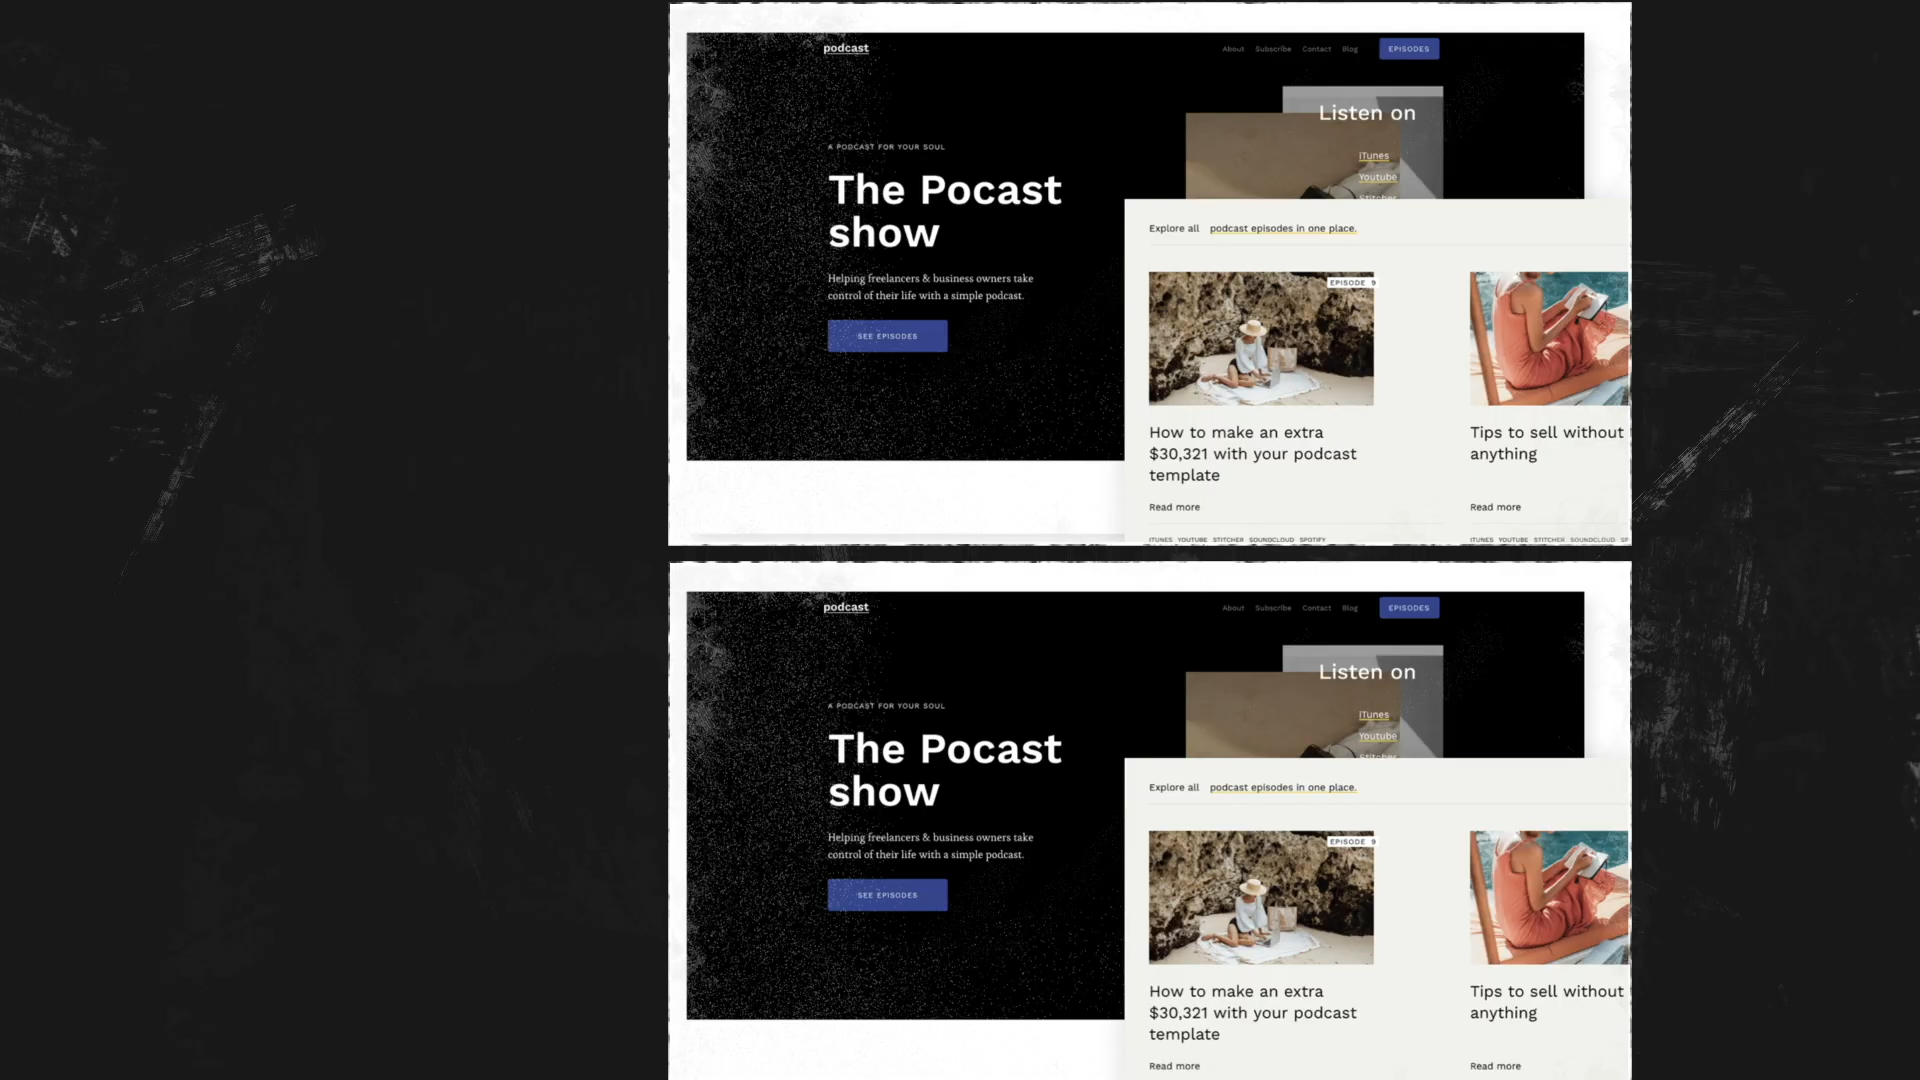 podcast
About Subscribe Contact Blog EPISODES
Listen on
A PODCAST FOR YOUR SOUL
iTunes
The Pocast
Youtube
Stitcher
show
Explore all podcast episodes in one place.
Helping freelancers & business owners take
control of their life with a simple podcast.
EPISODE 9
SEE EPISODES
How to make an extra
$30,321 with your podcast
template
Read more
ITUNES YOUTUBE STITCHER SOUNDCLOUD SPOTIFY
Tips to sell without
anything
Read more
ITUNES YOUTUBE STITCHER SOUNDCLOUD SP
podcast
About Subscribe Contact Blog EPISODES
Listen on
A PODCAST FOR YOUR SOUL
iTunes
The Pocast
Youtube
Stitcher
show
Explore all podcast episodes in one place.
Helping freelancers & business owners take
control of their life with a simple podcast.
EPISODE 9
SEE EPISODES
How to make an extra
$30,321 with your podcast
template
Read more
Tips to sell without
anything
Read more